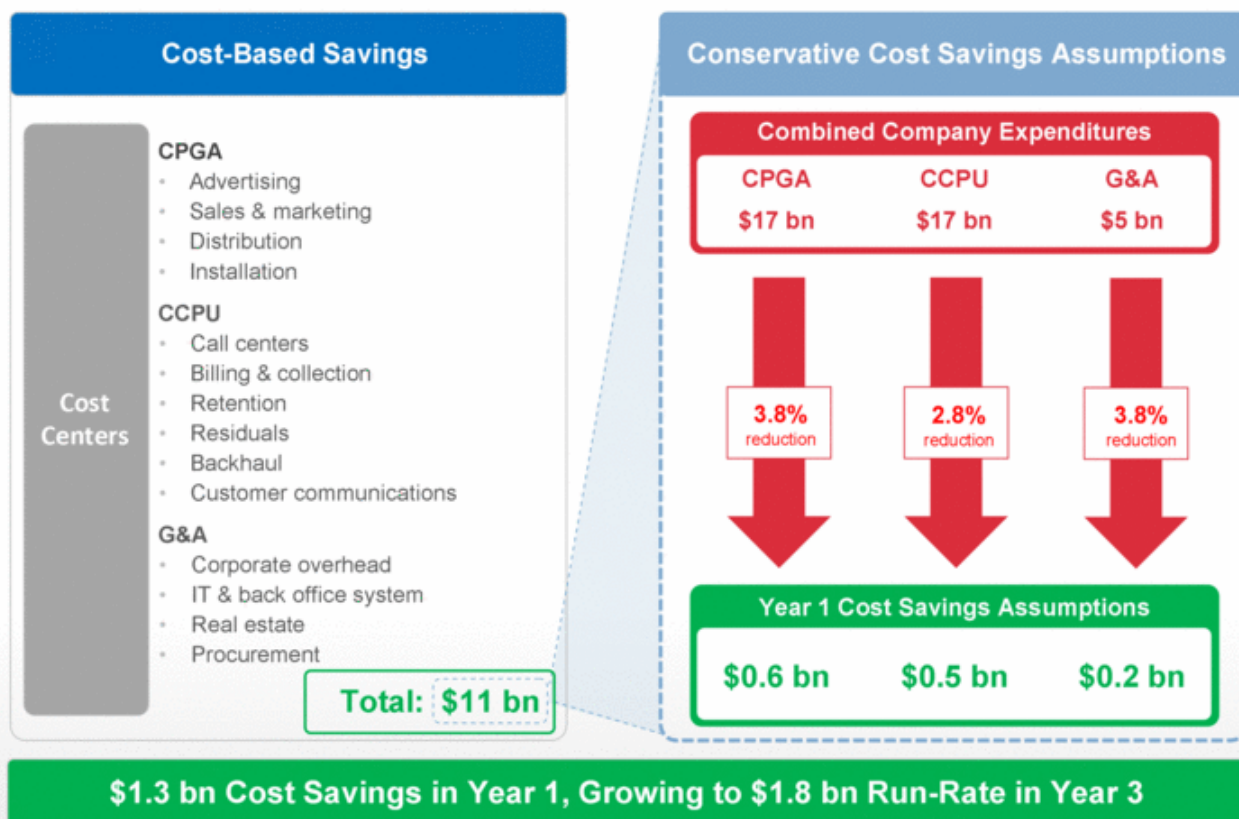 Cost-Based Savings
Cost
Centers
CPGA
• Advertising
• Sales & marketing
• Distribution
• Installation
CCPU
• Call centers
• Billing & collection
• Retention
• Residuals
• Backhaul
• Customer communications
G&A
• Corporate overhead
• IT & back office system
• Real estate
• Procurement
Total: $11 bn
Conservative Cost Savings Assumptions
Combined Company Expenditures
CPGA CCPU G&A
$17 bn $17 bn $5 bn
3.8% 2.8% 3.8%
reduction reduction reduction
Year 1 Cost Savings Assumptions
$0.6 bn $0.5 bn $0.2 bn
$1.3 bn Cost Savings in Year 1, Growing to $1.8 bn Run-Rate in Year 3